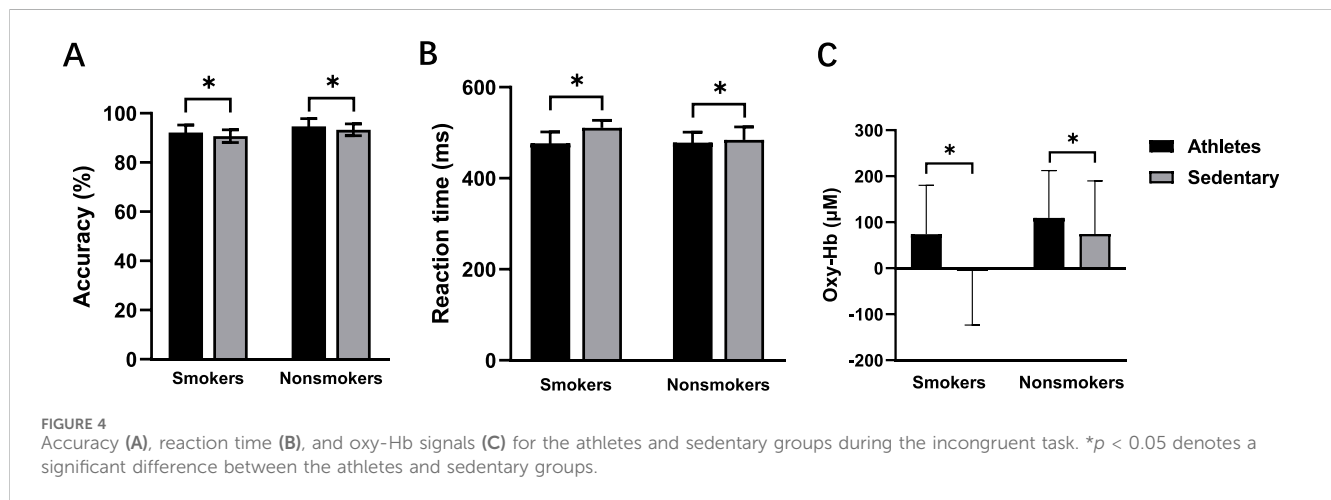 A
B
C
*
*
*
*
*
*
Accuracy (%)
100
80
60
40
20
0
Smokers
Nonsmokers
Reaction time (ms)
600
400
200
0
Smokers
Nonsmokers
Oxy-Hb (μM)
300
200
100
0
-100
-200
Smokers
Nonsmokers
Athletes
Sedentary
FIGURE 4
Accuracy (A), reaction time (B), and oxy-Hb signals (C) for the athletes and sedentary groups during the incongruent task. *p < 0.05 denotes a
significant difference between the athletes and sedentary groups.